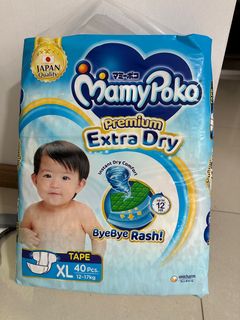 JAPAN
Quality
マミーポコ
MamyPoko
Premium
Extra Dry
Instant Dry Comfort
12
ByeBye Rash!
TAPE
XL 40 Pcs.
12-17kg
unicharm